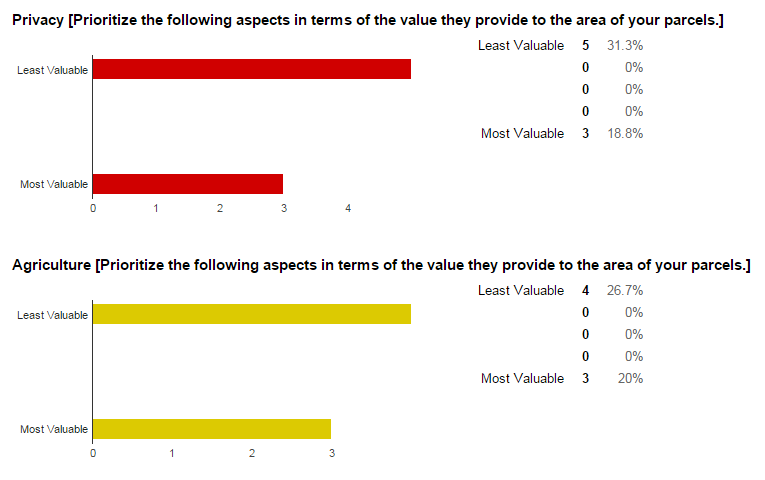 Privacy [Prioritize the following aspects in terms of the value they provide to the area of your parcels.]
Least Valuable 5 31.3%
0 0%
0 0%
0 0%
Most Valuable 3 18.8%
Least Valuable
Most Valuable
0 1 2 3 4
Agriculture [Prioritize the following aspects in terms of the value they provide to the area of your parcels.]
Least Valuable 4 26.7%
0 0%
0 0%
0 0%
Most Valuable 3 20%
Least Valuable
Most Valuable
0 1 2 3